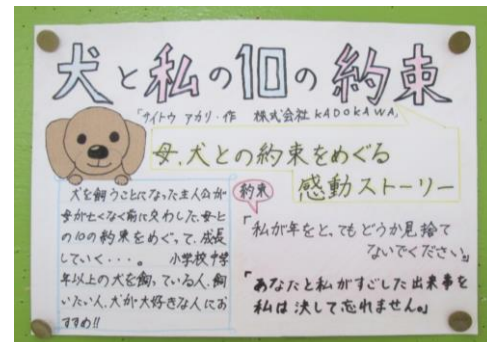 犬と私の10の約束
「サイトウ アカリ・作 株式会社KADOKAWA」
母、犬との約束をめぐる
感動ストーリー
犬を飼うことになった主人公が
母が亡くなる前に交わした、母と
の10の約束をめぐって、成長
していく・・・。 小学校中学
年以上の犬を飼っている人、飼
いたい人、犬が大好きな人にお
すすめ!!
約束
「私が年をとってもどうか見捨て
ないでください。」
「あなたと私がすごした出来事を
私は決して忘れません。」